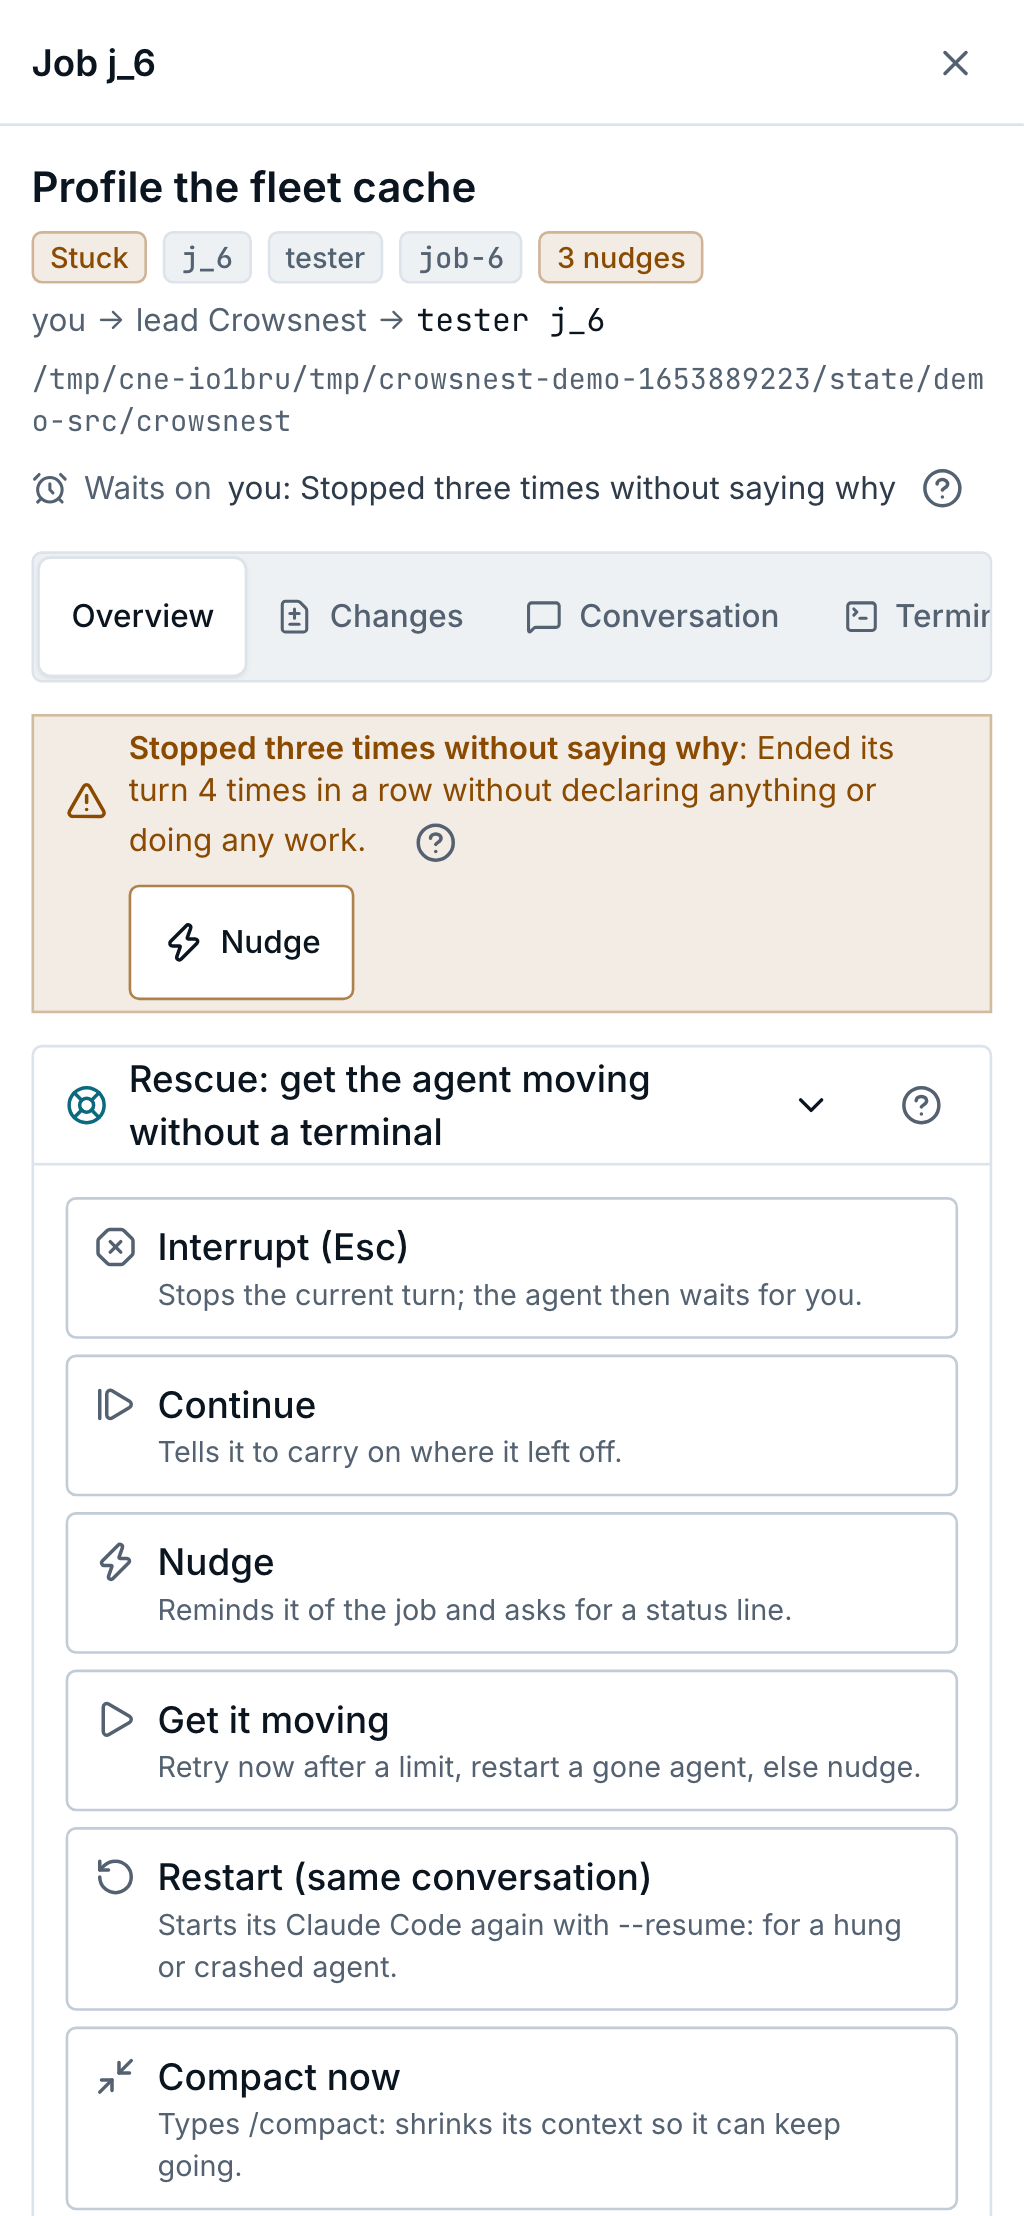 Job j_6
Profile the fleet cache
Stuck j_6 tester job-6 3 nudges
you → lead Crowsnest → tester j_6
/tmp/cne-io1bru/tmp/crowsnest-demo-1653889223/state/dem
o-src/crowsnest
Waits on you: Stopped three times without saying why
Overview Changes Conversation Termin
Stopped three times without saying why: Ended its
turn 4 times in a row without declaring anything or
doing any work.
Nudge
Rescue: get the agent moving
without a terminal
Interrupt (Esc)
Stops the current turn; the agent then waits for you.
Continue
Tells it to carry on where it left off.
Nudge
Reminds it of the job and asks for a status line.
Get it moving
Retry now after a limit, restart a gone agent, else nudge.
Restart (same conversation)
Starts its Claude Code again with --resume: for a hung
or crashed agent.
Compact now
Types /compact: shrinks its context so it can keep
going.